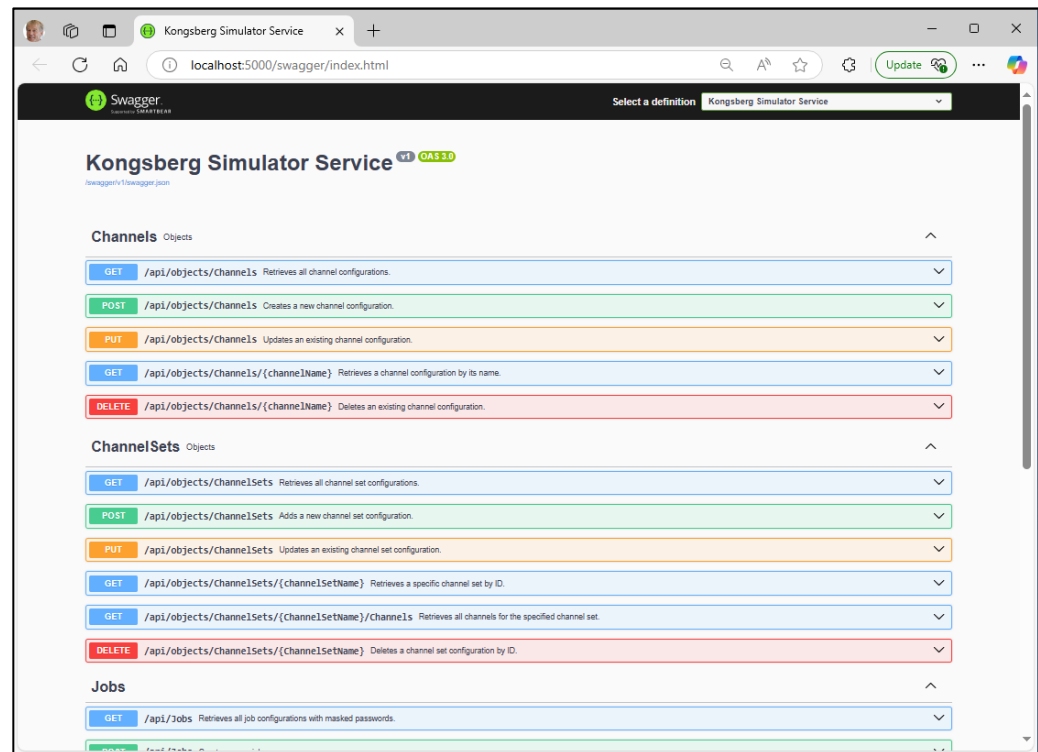 Kongsberg Simulator Service
localhost:5000/swagger/index.html
Update
Swagger
Supported by SMARTBEAR
Select a definition Kongsberg Simulator Service
Kongsberg Simulator Service v1 OAS 3.0
/swagger/v1/swagger.json
Channels Objects
GET /api/objects/Channels Retrieves all channel configurations.
POST /api/objects/Channels Creates a new channel configuration.
PUT /api/objects/Channels Updates an existing channel configuration.
GET /api/objects/Channels/{channelName} Retrieves a channel configuration by its name.
DELETE /api/objects/Channels/{channelName} Deletes an existing channel configuration.
ChannelSets Objects
GET /api/objects/ChannelSets Retrieves all channel set configurations.
POST /api/objects/ChannelSets Adds a new channel set configuration.
PUT /api/objects/ChannelSets Updates an existing channel set configuration.
GET /api/objects/ChannelSets/{channelSetName} Retrieves a specific channel set by ID.
GET /api/objects/ChannelSets/{ChannelSetName}/Channels Retrieves all channels for the specified channel set.
DELETE /api/objects/ChannelSets/{ChannelSetName} Deletes a channel set configuration by ID.
Jobs
GET /api/Jobs Retrieves all job configurations with masked passwords.
POST /api/Jobs